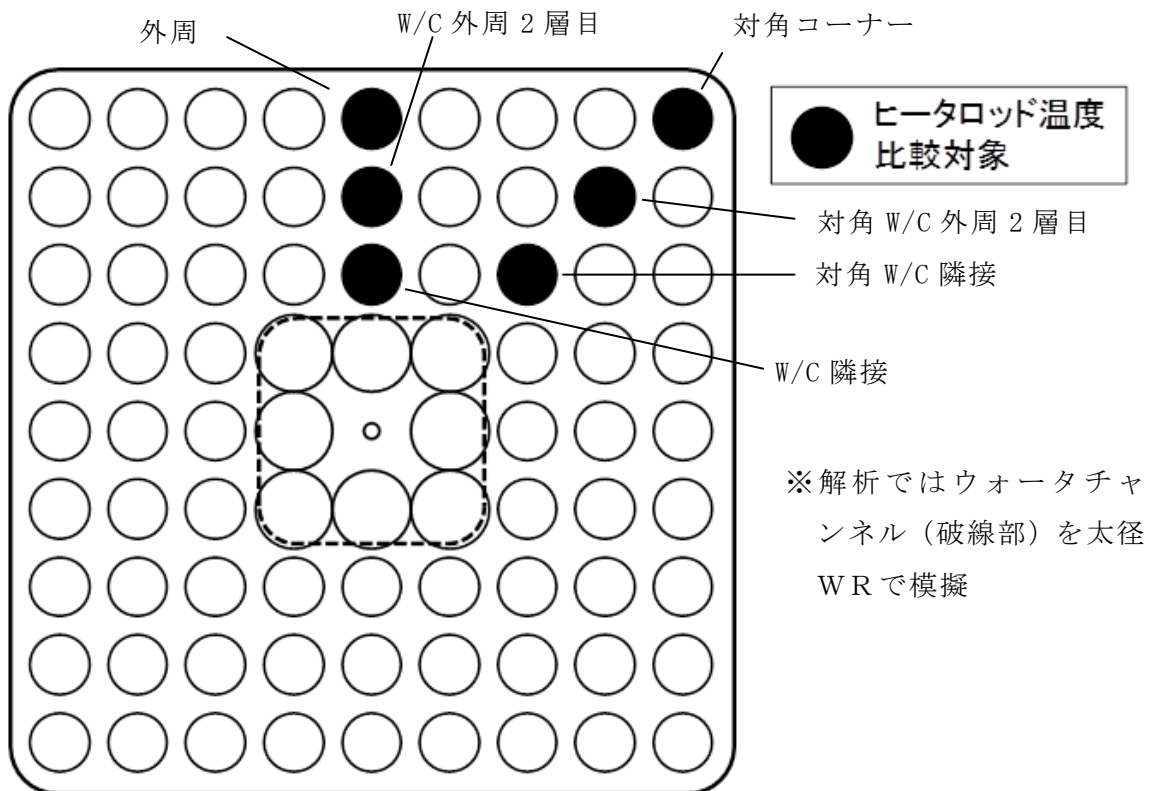 外周
W/C 外周 2 層目
対角コーナー
ヒータロッド温度
比較対象
対角 W/C 外周 2 層目
対角 W/C 隣接
W/C 隣接
※解析ではウォータチャ
ンネル（破線部）を太径
ＷＲで模擬